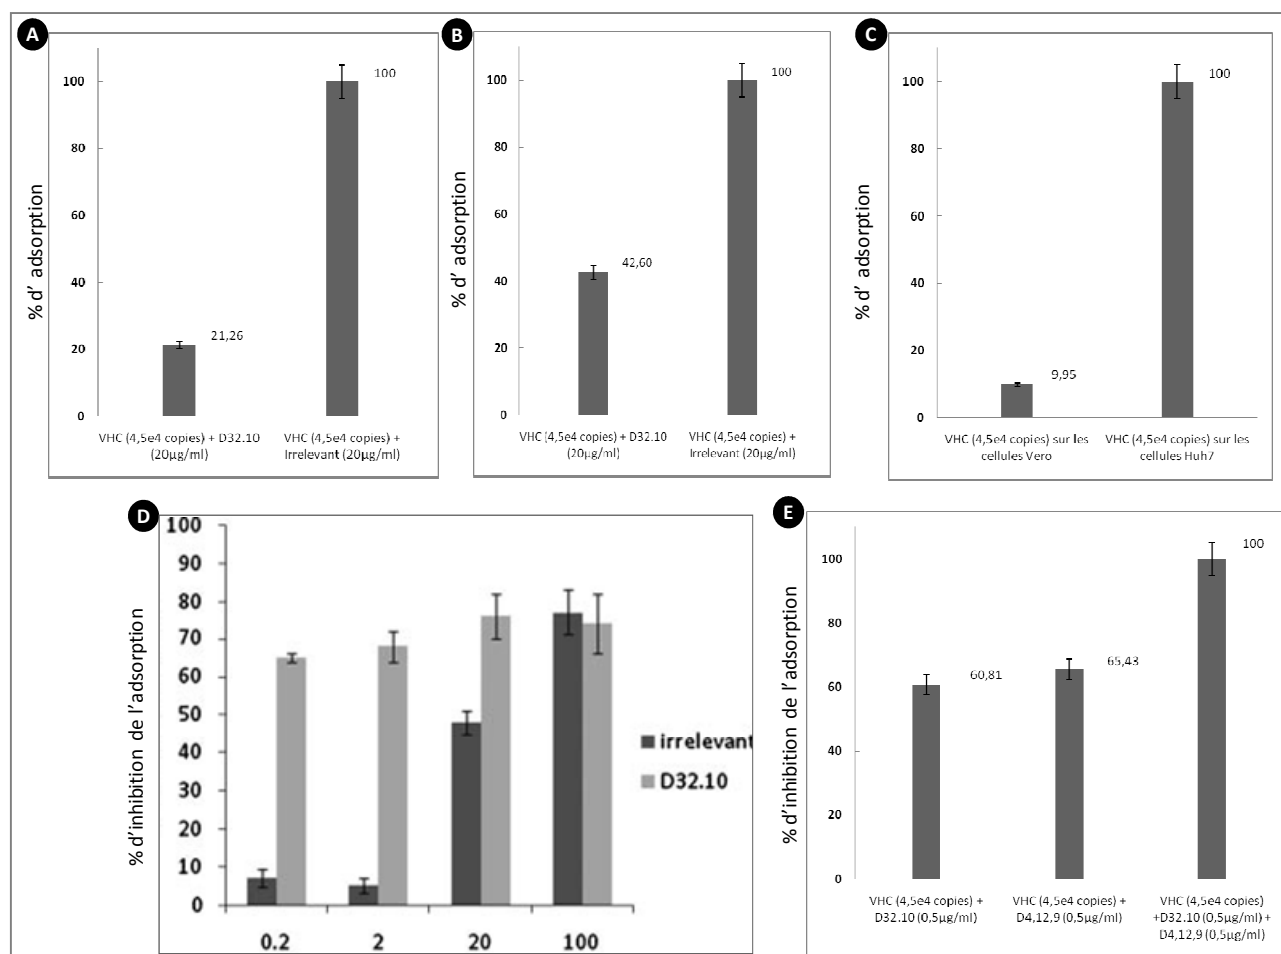 A
% d' adsorption
100
80
60
40
20
0
21,26
100
VHC (4,5e4 copies) + D32.10
(20µg/ml)
VHC (4,5e4 copies) +
Irrelevant (20µg/ml)
B
% d' adsorption
100
80
60
40
20
0
42,60
100
VHC (4,5e4 copies) + D32.10
(20µg/ml)
VHC (4,5e4 copies) +
Irrelevant (20µg/ml)
C
% d' adsorption
100
80
60
40
20
0
9,95
100
VHC (4,5e4 copies) sur les
cellules Vero
VHC (4,5e4 copies) sur les
cellules Huh7
D
% d'inhibition de l'adsorption
100
90
80
70
60
50
40
30
20
10
0
0.2
2
20
100
irrelevant
D32.10
E
% d'inhibition de l'adsorption
100
80
60
40
20
0
60,81
65,43
100
VHC (4,5e4 copies) +
D32.10 (0,5µg/ml)
VHC (4,5e4 copies) +
D4,12,9 (0,5µg/ml)
VHC (4,5e4 copies)
+D32.10 (0,5µg/ml) +
D4,12,9 (0,5µg/ml)